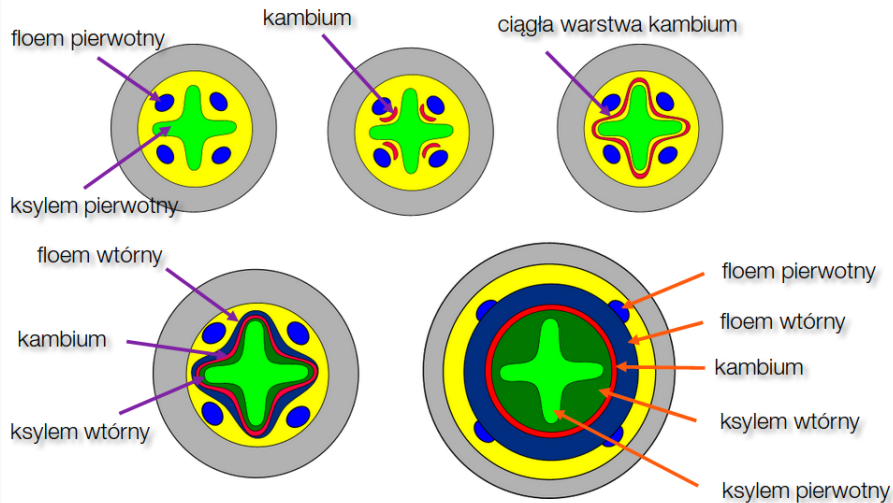 floem pierwotny
kambium
ciągła warstwa kambium
ksylem pierwotny
floem wtórny
kambium
ksylem wtórny
floem pierwotny
floem wtórny
kambium
ksylem wtórny
ksylem pierwotny